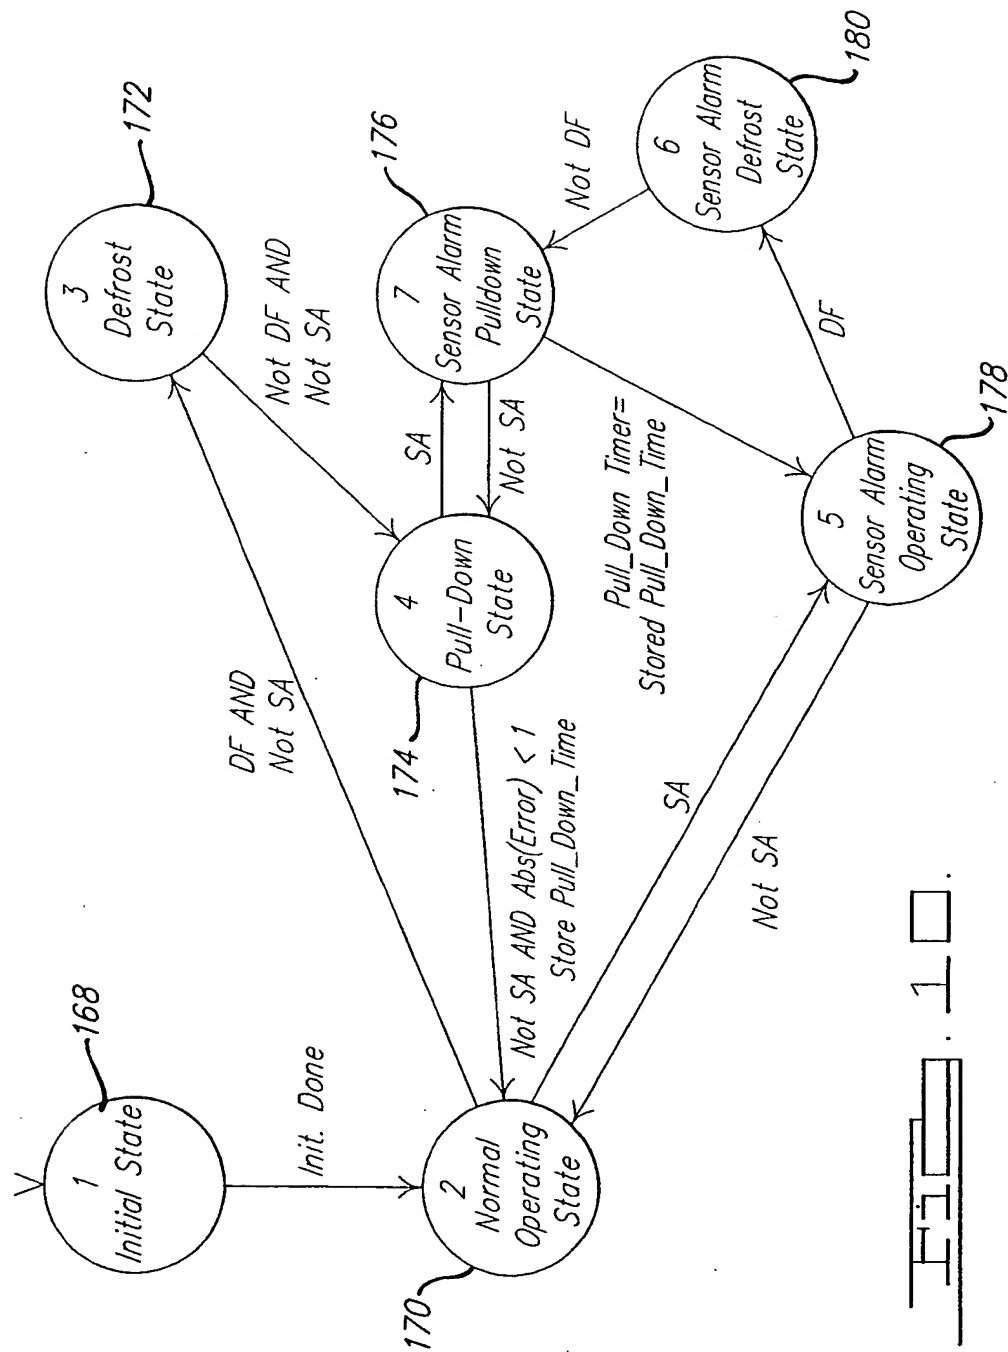 1
Initial State
168
Init. Done
2
Normal
Operating
State
170
DF AND
Not SA
3
Defrost
State
172
Not DF AND
Not SA
4
Pull-Down
State
174
SA
Not SA
7
Sensor Alarm
Pulldown
State
176
Not SA AND Abs(Error) < 1
Store Pull_Down_Time
Pull_Down Timer=
Stored Pull_Down_Time
Not DF
6
Sensor Alarm
Defrost
State
180
DF
SA
Not SA
5
Sensor Alarm
Operating
State
178